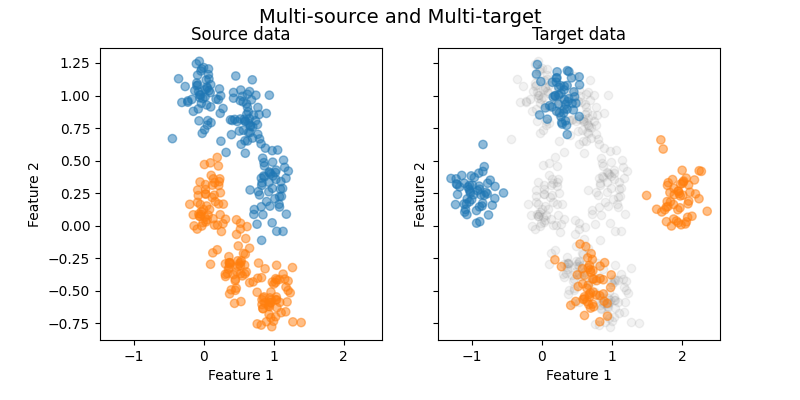 Multi-source and Multi-target
Source data
Target data
1.25
1.00
0.75
0.50
0.25
0.00
−0.25
−0.50
−0.75
Feature 2
Feature 2
−1 0 1 2
−1 0 1 2
Feature 1
Feature 1